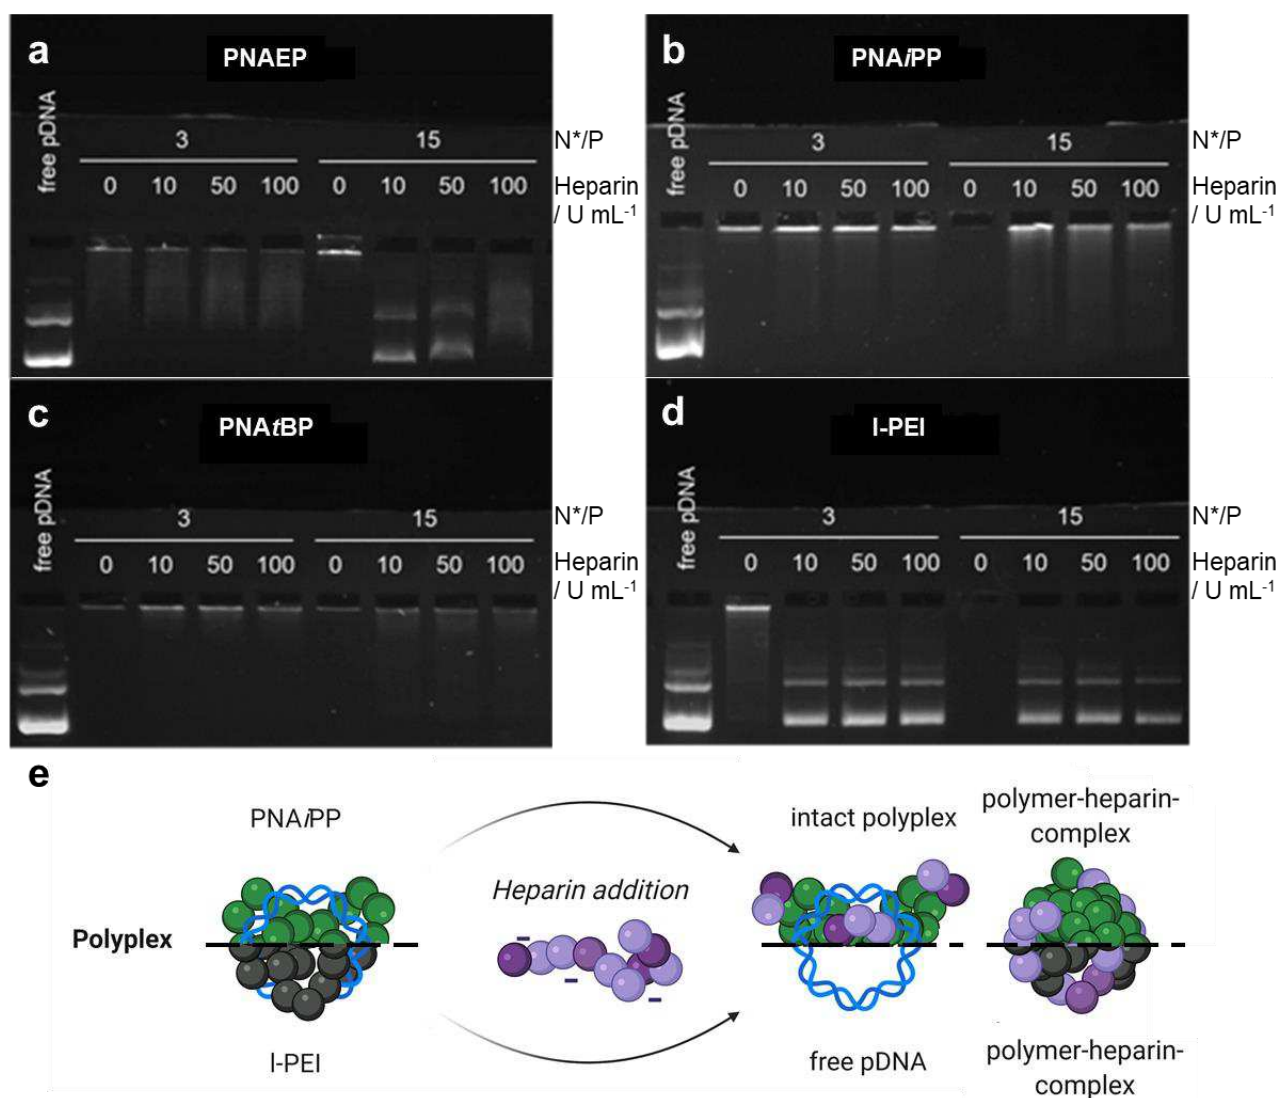 a
PNAEP
free pDNA
3
15
N*/P
0 10 50 100 0 10 50 100
Heparin
/ U mL⁻¹
b
PNAiPP
free pDNA
3
15
N*/P
0 10 50 100 0 10 50 100
Heparin
/ U mL⁻¹
c
PNAtBP
free pDNA
3
15
N*/P
0 10 50 100 0 10 50 100
Heparin
/ U mL⁻¹
d
l-PEI
free pDNA
3
15
N*/P
0 10 50 100 0 10 50 100
Heparin
/ U mL⁻¹
e
PNAiPP
Polyplex
l-PEI
Heparin addition
-
-
-
intact polyplex
free pDNA
polymer-heparin-
complex
polymer-heparin-
complex